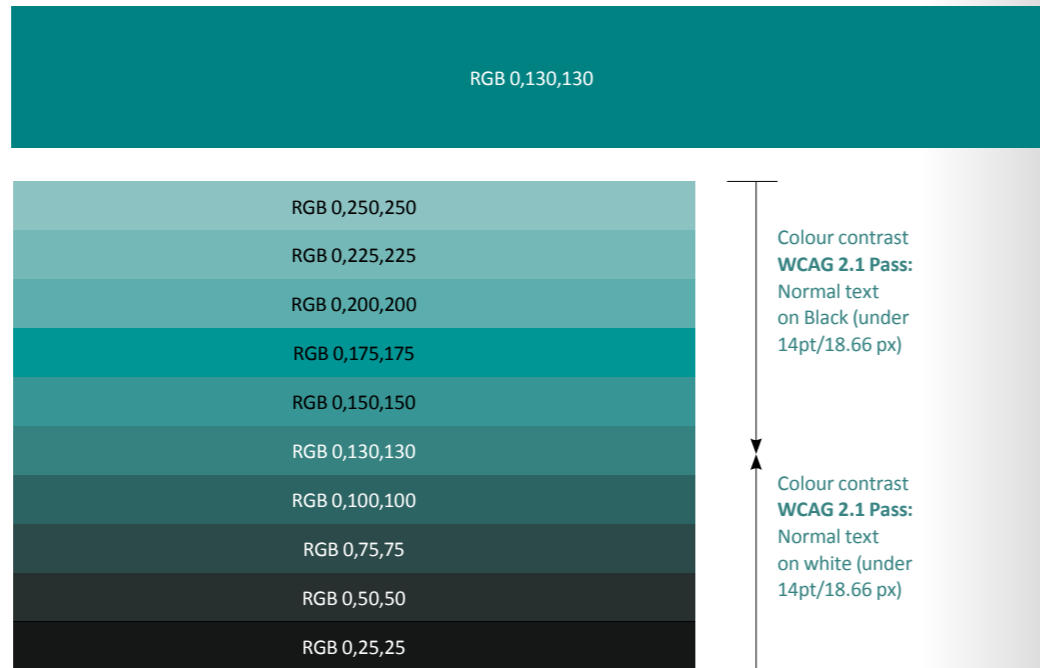 RGB 0,130,130
RGB 0,250,250
RGB 0,225,225
RGB 0,200,200
RGB 0,175,175
RGB 0,150,150
RGB 0,130,130
RGB 0,100,100
RGB 0,75,75
RGB 0,50,50
RGB 0,25,25
Colour contrast
WCAG 2.1 Pass:
Normal text
on Black (under
14pt/18.66 px)
Colour contrast
WCAG 2.1 Pass:
Normal text
on white (under
14pt/18.66 px)